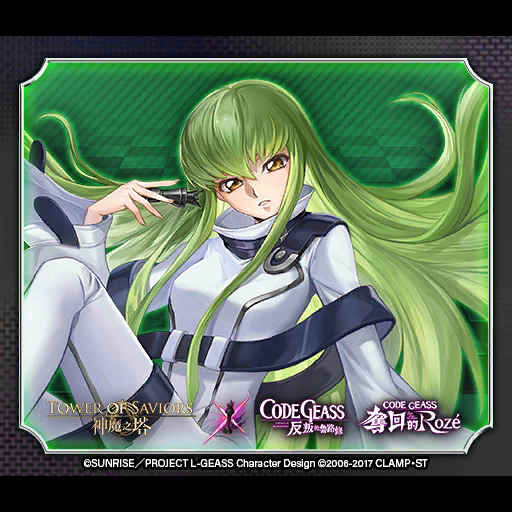 TOWER OF SAVIORS
神魔之塔
CODE GEASS
反叛的魯路修
CODE GEASS
奪回的Rozé
©SUNRISE／PROJECT L-GEASS Character Design ©2006-2017 CLAMP・ST